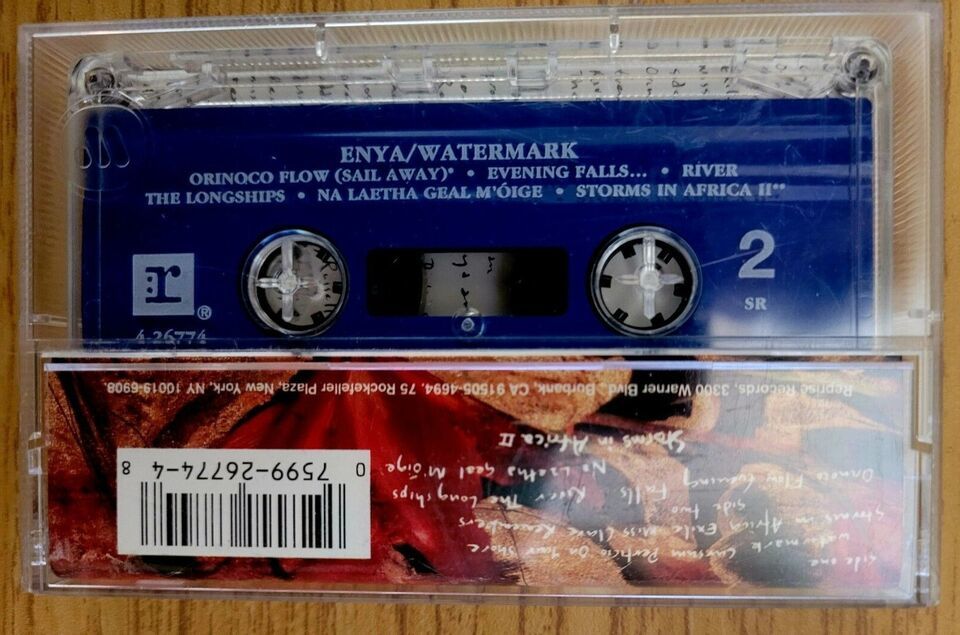 ENYA/WATERMARK
ORINOCO FLOW (SAIL AWAY)* • EVENING FALLS... • RIVER
THE LONGSHIPS • NA LAETHA GEAL M'ÓIGE • STORMS IN AFRICA II**
r
®
4-26774
2
SR
side one
Watermark Cursum Perficio On Your Shore
Storms in Africa Exile Miss Clare Remembers
side two
Orinoco Flow Evening Falls River The Longships
Na Laetha Geal M'Óige
Storms in Africa II
Reprise Records, 3300 Warner Blvd., Burbank, CA 91505-4694, 75 Rockefeller Plaza, New York, NY 10019-6908.
0 7599-26774-4 8